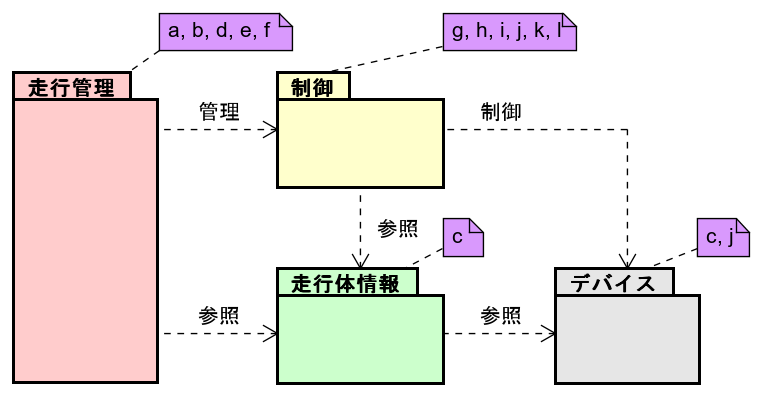 a, b, d, e, f
g, h, i, j, k, l
走行管理
制御
管理
制御
参照
c
c, j
走行体情報
デバイス
参照
参照